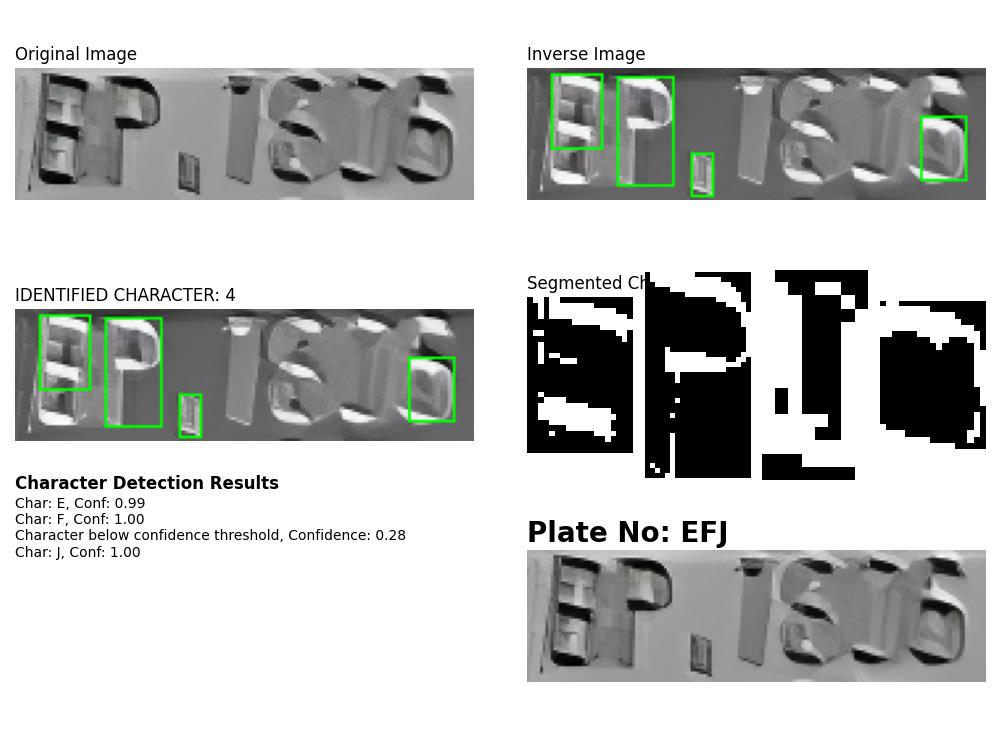 Original Image
Inverse Image
IDENTIFIED CHARACTER: 4
Segmented Ch
Character Detection Results
Char: E, Conf: 0.99
Char: F, Conf: 1.00
Character below confidence threshold, Confidence: 0.28
Char: J, Conf: 1.00
Plate No: EFJ